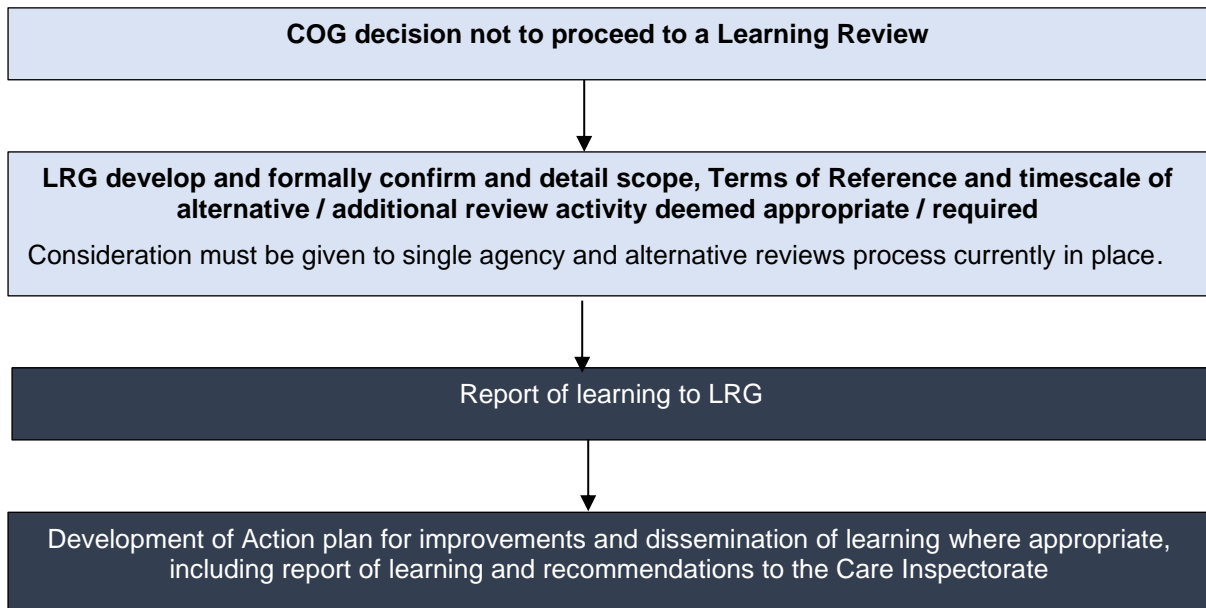 COG decision not to proceed to a Learning Review
LRG develop and formally confirm and detail scope, Terms of Reference and timescale of
alternative / additional review activity deemed appropriate / required
Consideration must be given to single agency and alternative reviews process currently in place.
Report of learning to LRG
Development of Action plan for improvements and dissemination of learning where appropriate,
including report of learning and recommendations to the Care Inspectorate